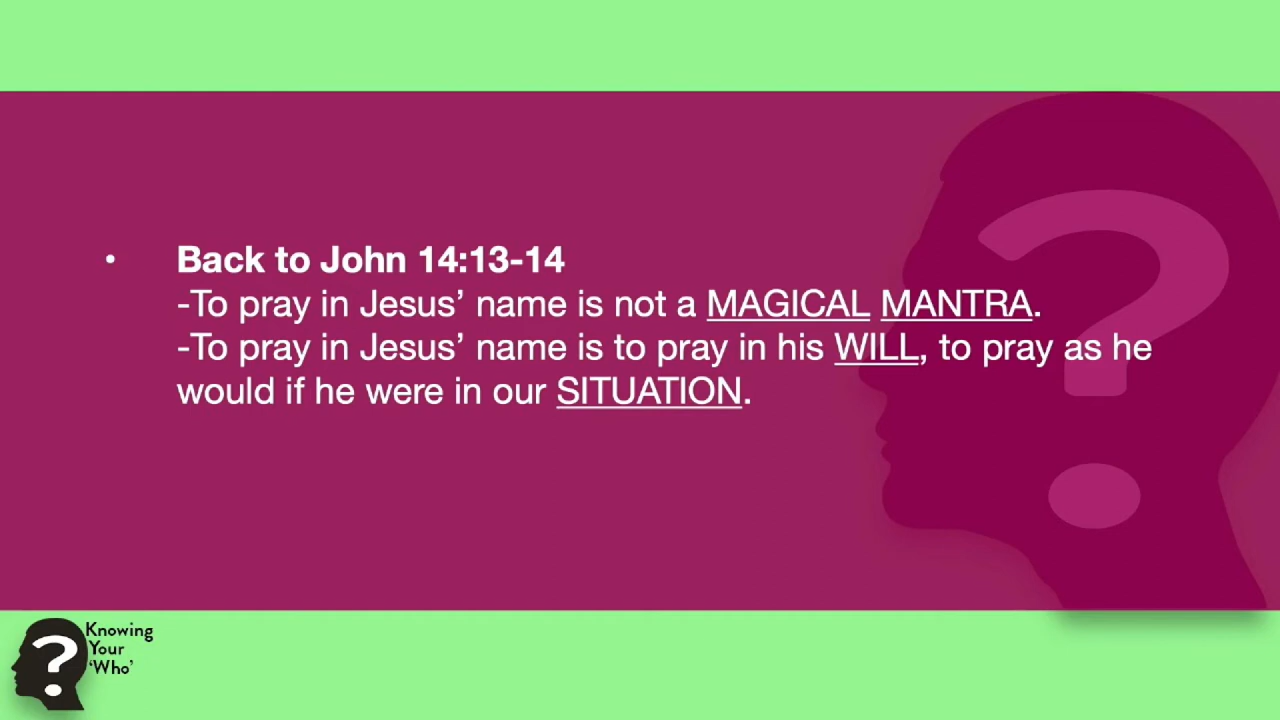 • Back to John 14:13-14
-To pray in Jesus’ name is not a MAGICAL MANTRA.
-To pray in Jesus’ name is to pray in his WILL, to pray as he
would if he were in our SITUATION.
?
?
Knowing
Your
‘Who’